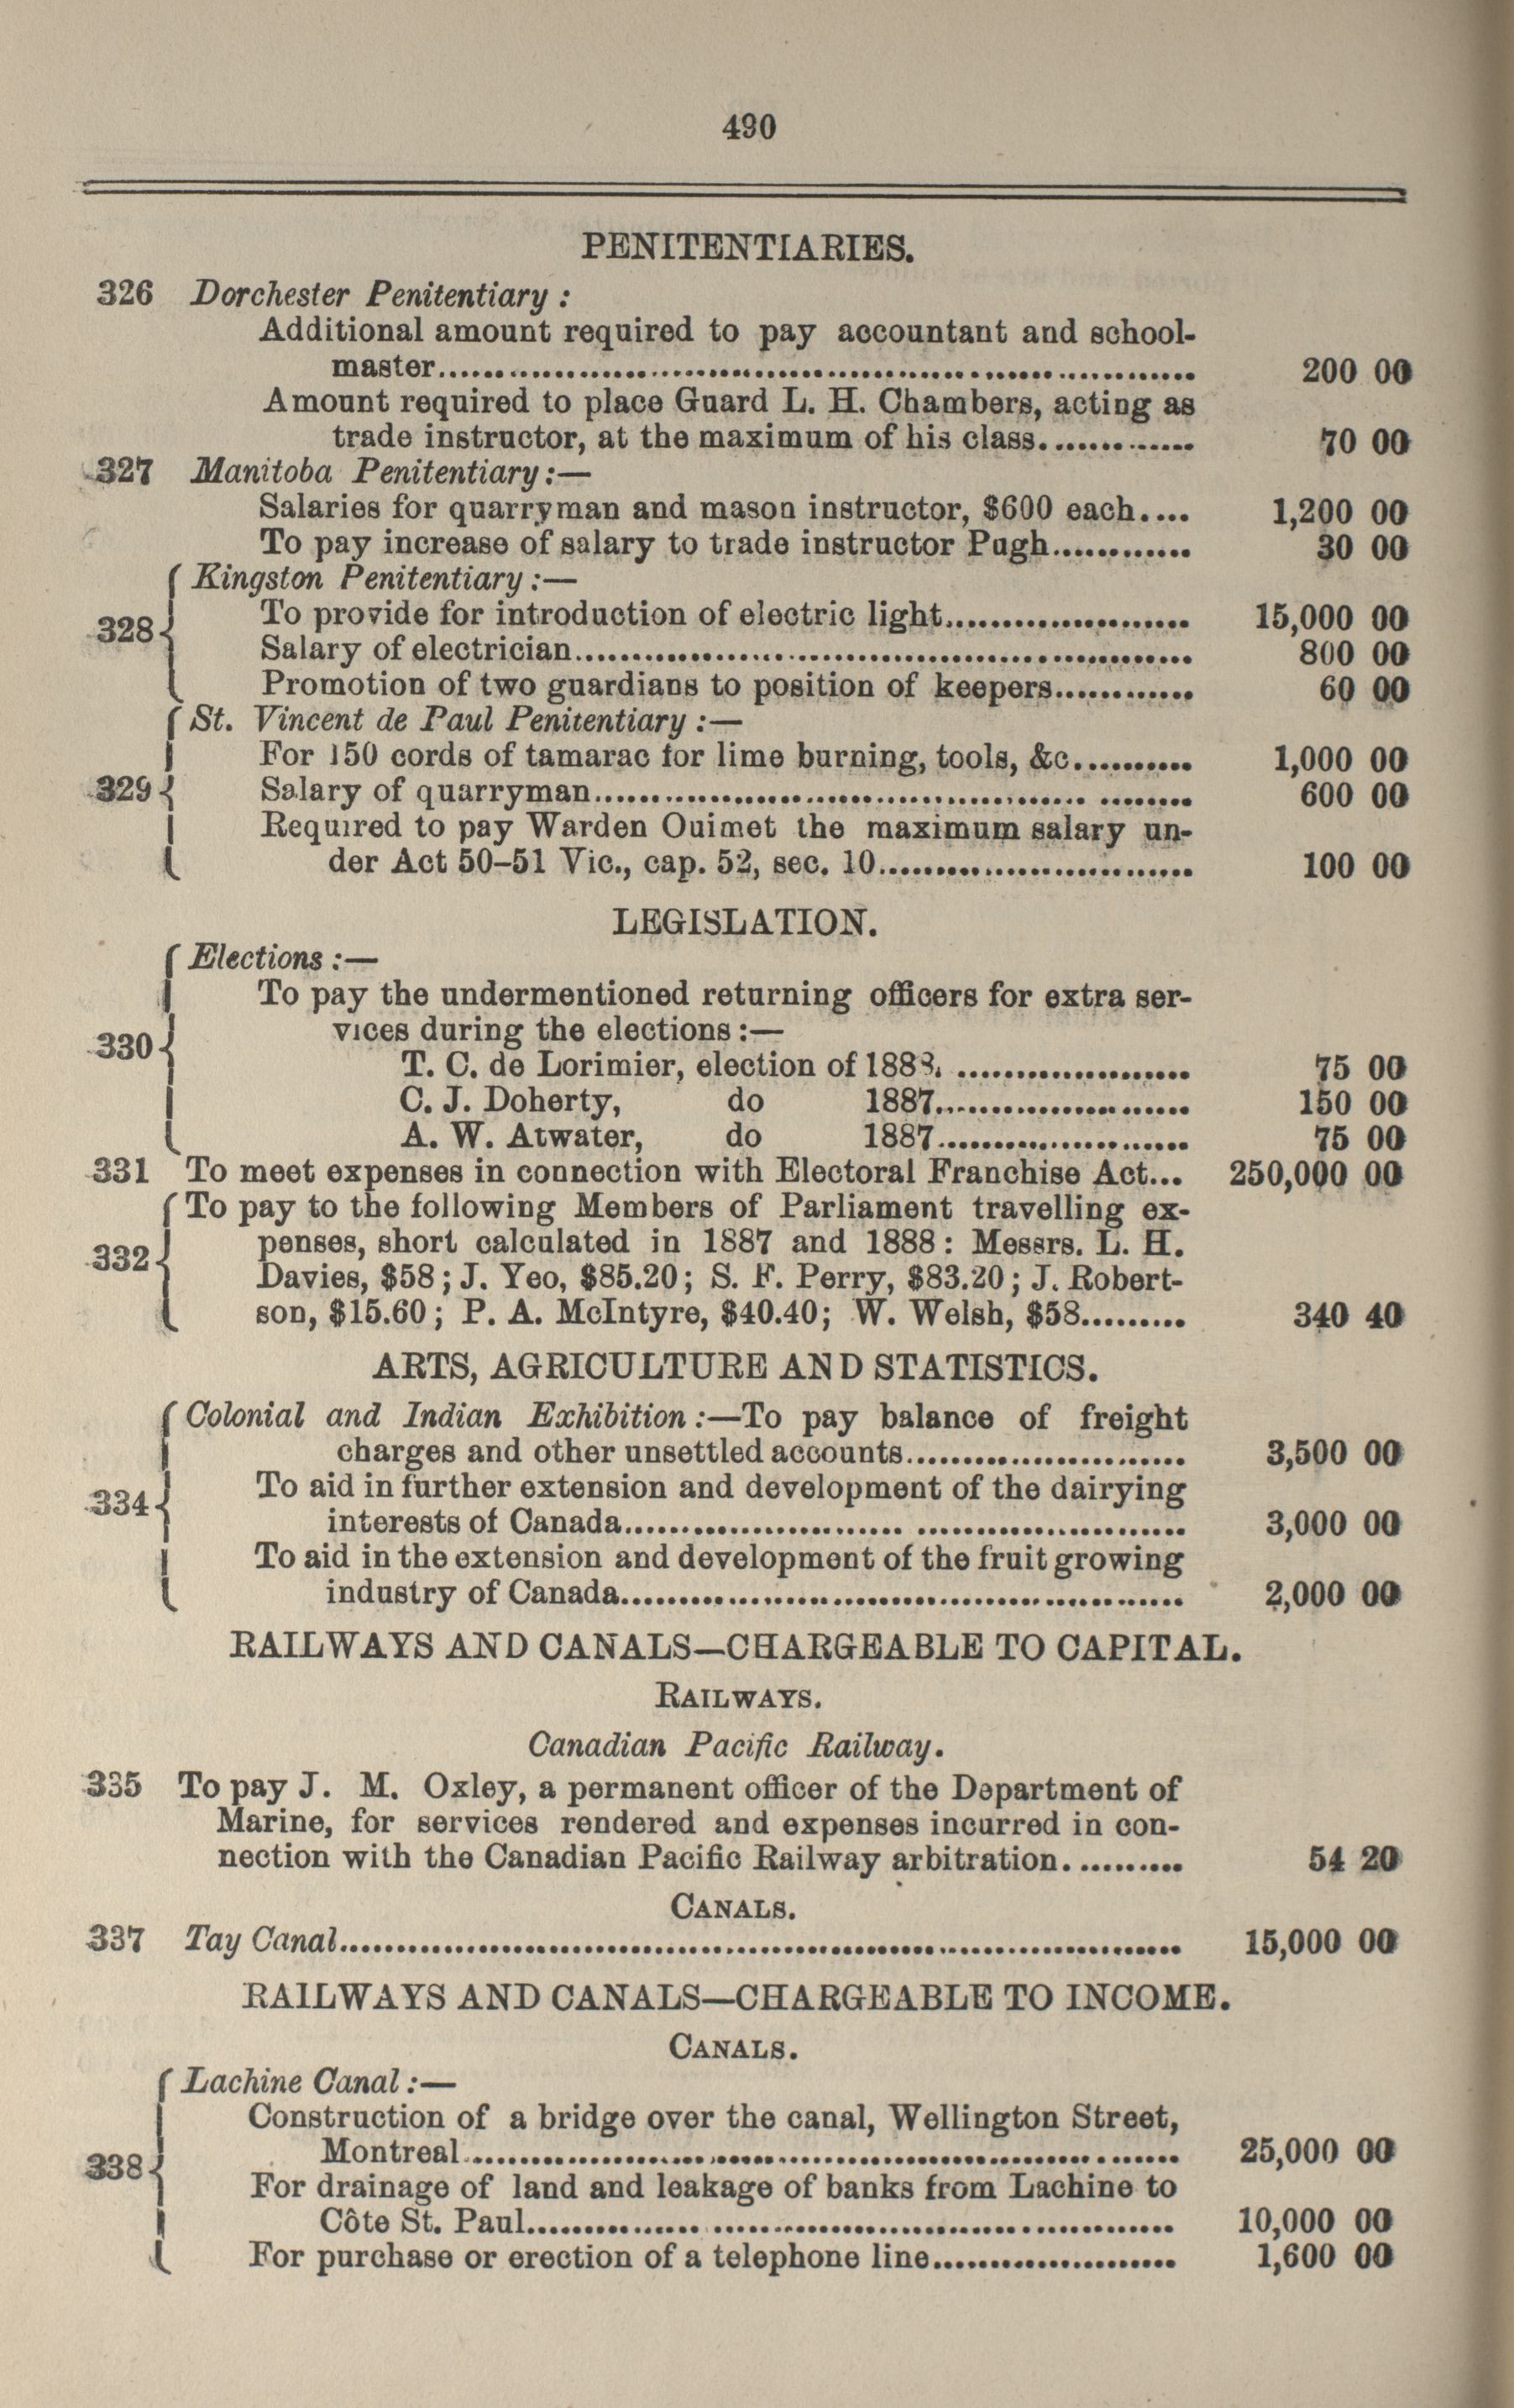 490
PENITENTIARIES.
326 Dorchester Penitentiary :
Additional amount required to pay accountant and school-
master........ 200 00
Amount required to place Guard L. H. Chambers, acting as
trade instructor, at the maximum of his class........ 70 00
327 Manitoba Penitentiary :—
Salaries for quarryman and mason instructor, $600 each.... 1,200 00
To pay increase of salary to trade instructor Pugh........ 30 00
Kingston Penitentiary :—
328 To provide for introduction of electric light........ 15,000 00
Salary of electrician........ 800 00
Promotion of two guardians to position of keepers........ 60 00
St. Vincent de Paul Penitentiary :—
For 150 cords of tamarac for lime burning, tools, &c........ 1,000 00
329 Salary of quarryman........ 600 00
Required to pay Warden Ouimet the maximum salary un-
der Act 50–51 Vic., cap. 52, sec. 10........ 100 00
LEGISLATION.
Elections :—
To pay the undermentioned returning officers for extra ser-
330 vices during the elections :—
T. C. de Lorimier, election of 188 ........ 75 00
C. J. Doherty, do 1887........ 150 00
A. W. Atwater, do 1887........ 75 00
331 To meet expenses in connection with Electoral Franchise Act... 250,000 00
To pay to the following Members of Parliament travelling ex-
332 penses, short calculated in 1887 and 1888 : Messrs. L. H.
Davies, $58 ; J. Yeo, $85.20 ; S. F. Perry, $83.20 ; J. Robert-
son, $15.60 ; P. A. McIntyre, $40.40; W. Welsh, $58........ 340 40
ARTS, AGRICULTURE AND STATISTICS.
Colonial and Indian Exhibition :—To pay balance of freight
charges and other unsettled accounts........ 3,500 00
334 To aid in further extension and development of the dairying
interests of Canada........ 3,000 00
To aid in the extension and development of the fruit growing
industry of Canada........ 2,000 00
RAILWAYS AND CANALS—CHARGEABLE TO CAPITAL.
RAILWAYS.
Canadian Pacific Railway.
335 To pay J. M. Oxley, a permanent officer of the Department of
Marine, for services rendered and expenses incurred in con-
nection with the Canadian Pacific Railway arbitration........ 54 20
CANALS.
337 Tay Canal........ 15,000 00
RAILWAYS AND CANALS—CHARGEABLE TO INCOME.
CANALS.
Lachine Canal :—
Construction of a bridge over the canal, Wellington Street,
338 Montreal........ 25,000 00
For drainage of land and leakage of banks from Lachine to
Côte St. Paul........ 10,000 00
For purchase or erection of a telephone line........ 1,600 00